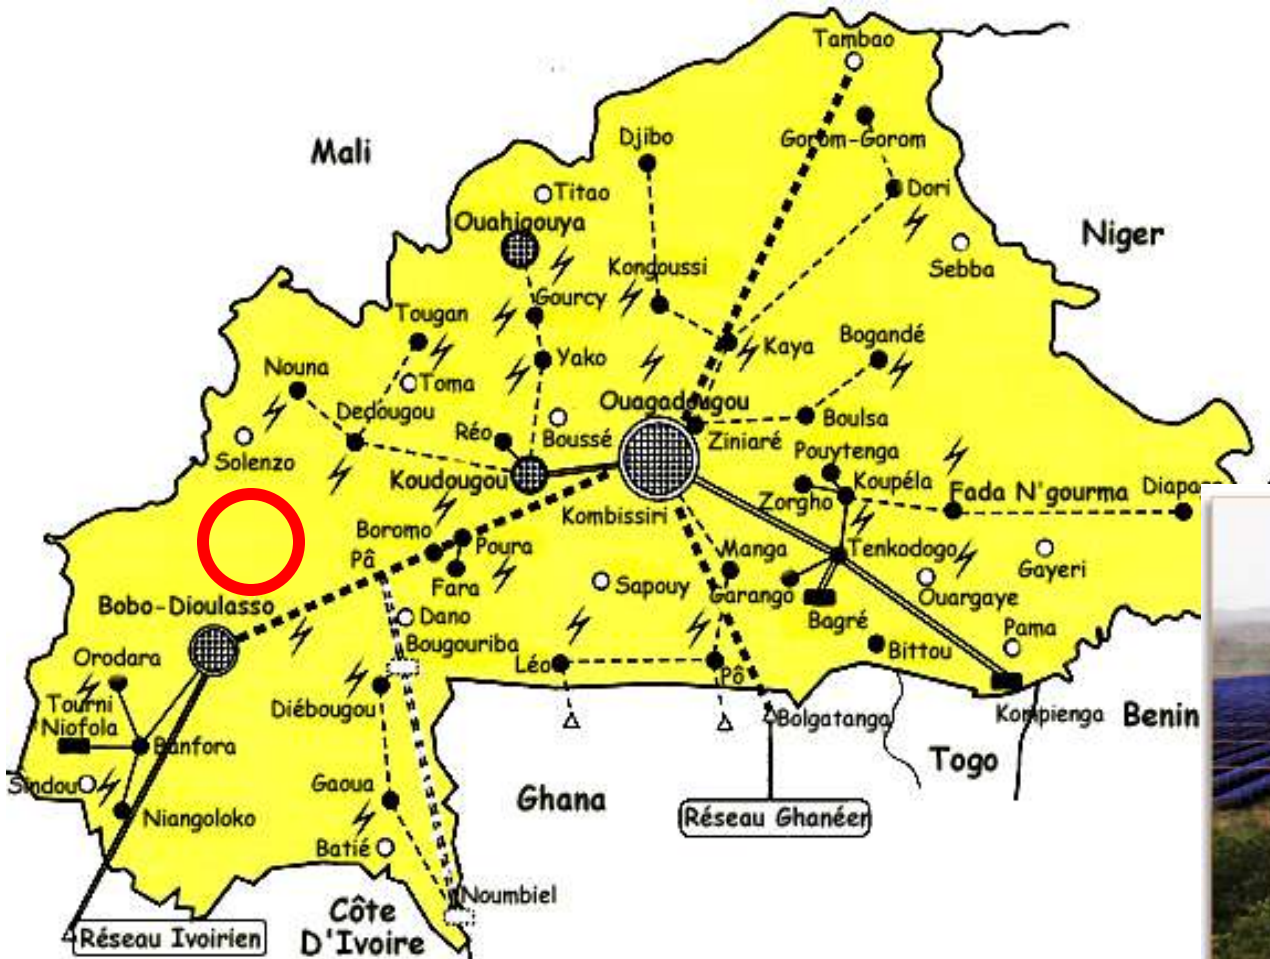 Tambao
Mali
Djibo
Gorom-Gorom
Titao
Dori
Ouahigouya
Niger
Kongoussi
Sebba
Gourcy
Tougan
Bogandé
Nouna
Yako
Kaya
Toma
Ouagadougou
Dedougou
Réo
Boussé
Ziniaré
Boulsa
Solenzo
Koudougou
Pouytenga
Koupéla
Zorgho
Fada N'gourma
Diapa
Kombissiri
Boromo
Poura
Pâ
Fara
Manga
Tenkodogo
Gayeri
Sapouy
Garango
Ouargaye
Bobo-Dioulasso
Dano
Bagré
Pama
Bougouriba
Bittou
Orodara
Léo
Pô
Tourni
Niofola
Diébougou
Bolgatanga
Kompienga
Benin
Banfora
Togo
Sindou
Gaoua
Ghana
Niangoloko
Réseau Ghanéen
Batié
Noumbiel
Côte
D'Ivoire
Réseau Ivoirien